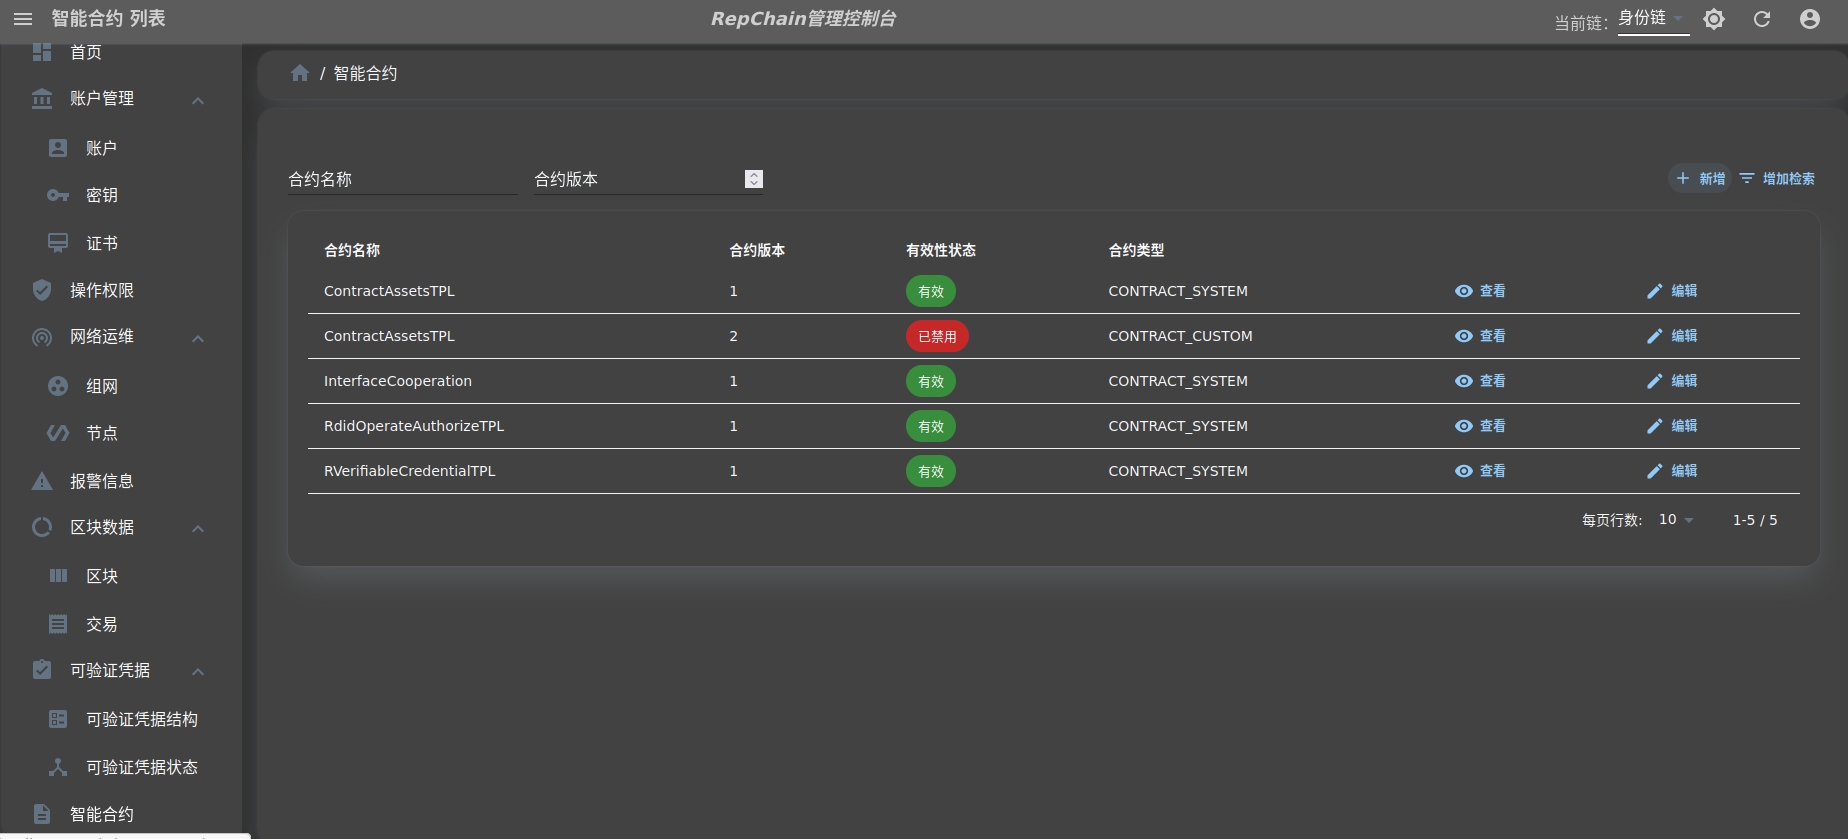 智能合约 列表
RepChain管理控制台
当前链:
身份链
首页
账户管理
账户
密钥
证书
操作权限
网络运维
组网
节点
报警信息
区块数据
区块
交易
可验证凭据
可验证凭据结构
可验证凭据状态
智能合约
/ 智能合约
合约名称
合约版本
新增
增加检索
合约名称 合约版本 有效性状态 合约类型
ContractAssetsTPL 1 有效 CONTRACT_SYSTEM 查看 编辑
ContractAssetsTPL 2 已禁用 CONTRACT_CUSTOM 查看 编辑
InterfaceCooperation 1 有效 CONTRACT_SYSTEM 查看 编辑
RdidOperateAuthorizeTPL 1 有效 CONTRACT_SYSTEM 查看 编辑
RVerifiableCredentialTPL 1 有效 CONTRACT_SYSTEM 查看 编辑
每页行数: 10 1-5 / 5